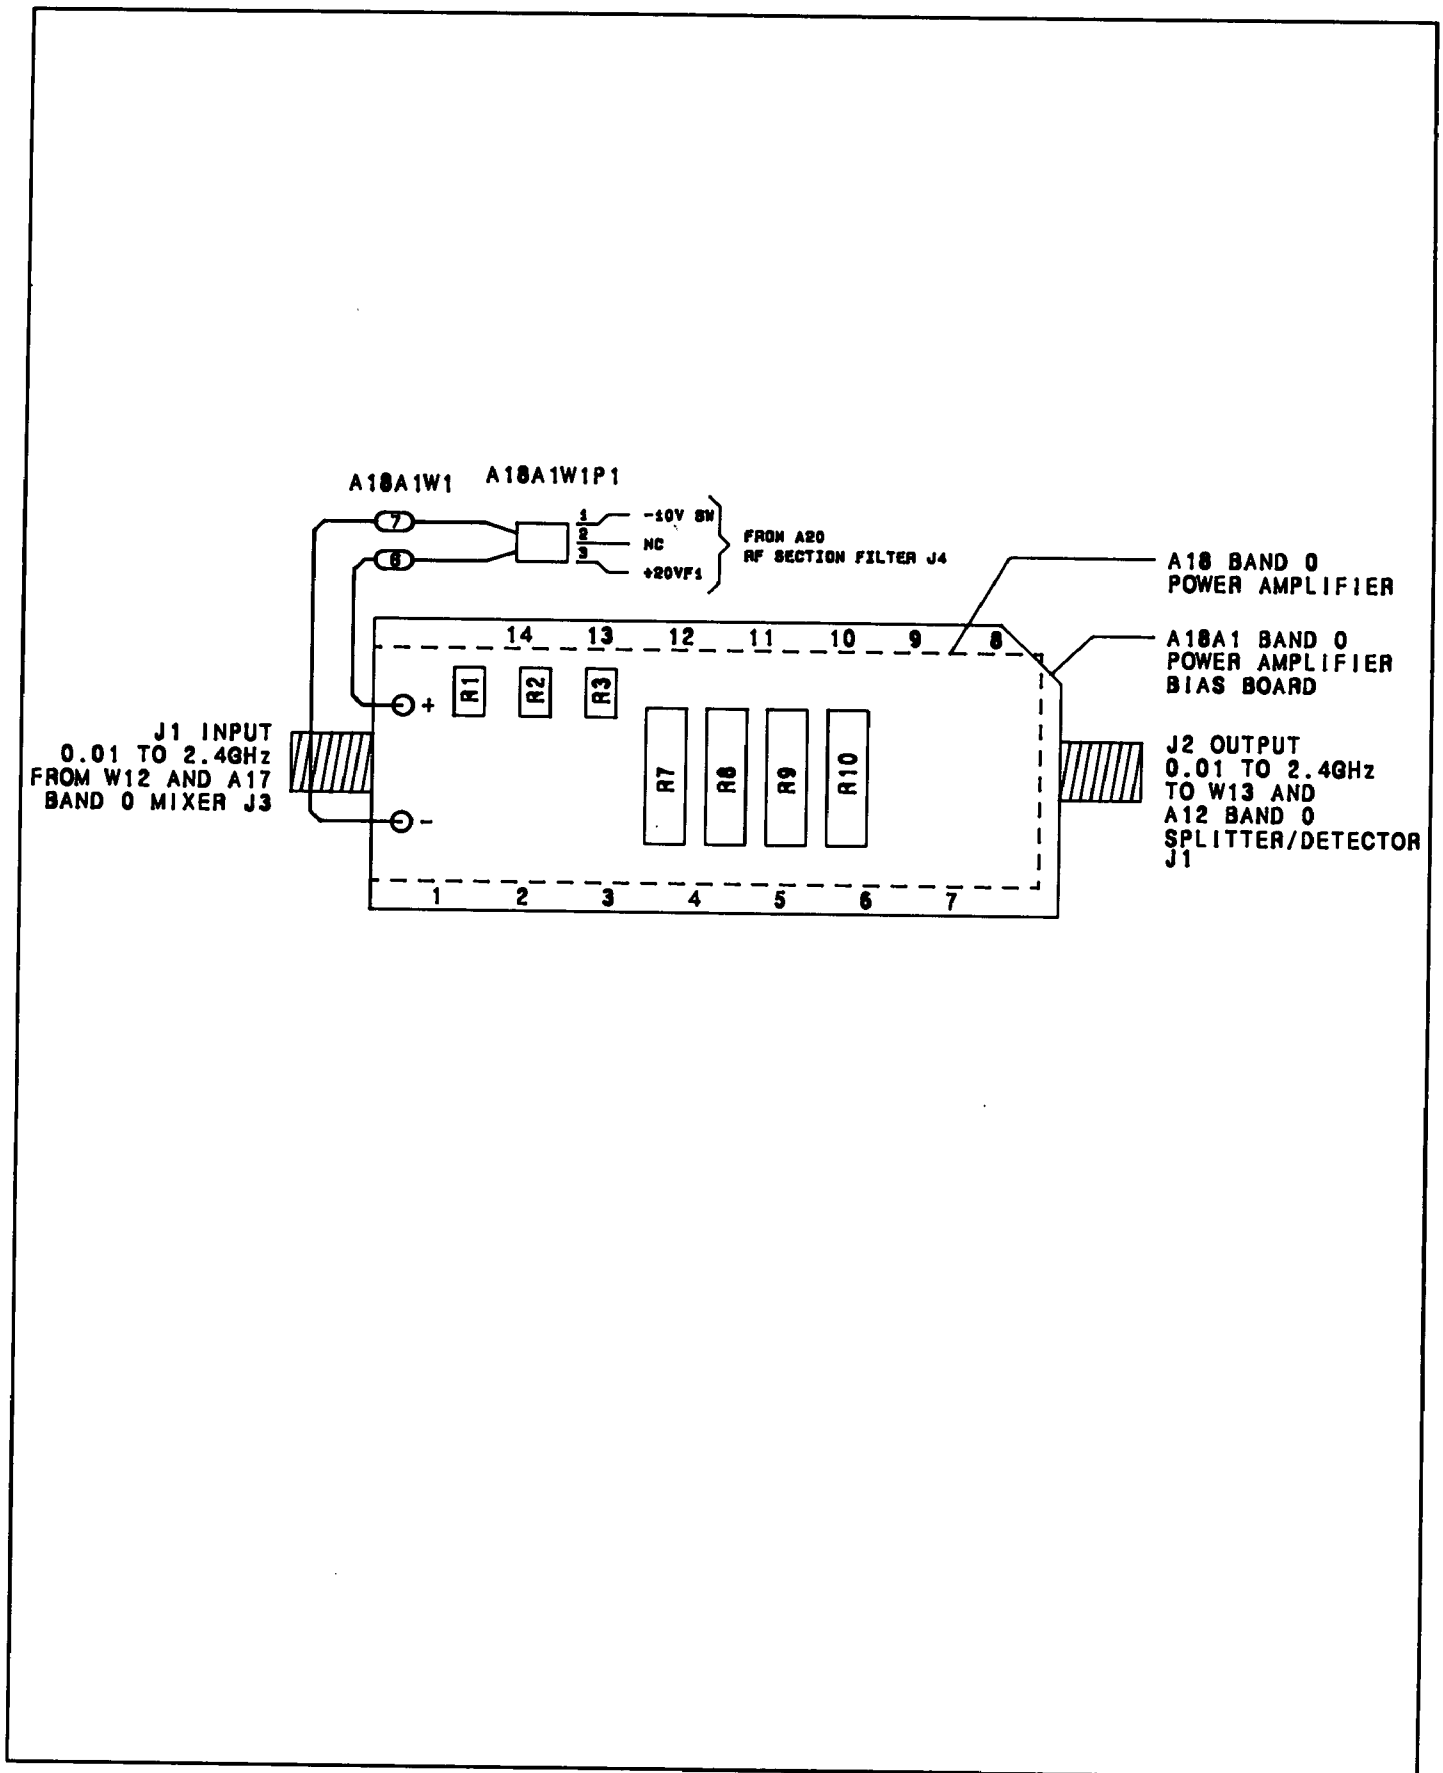 A18A1W1
A18A1W1P1
7
6
1
2
3
-10V SW
NC
+20VF1
FROM A20
RF SECTION FILTER J4
A18 BAND 0
POWER AMPLIFIER
A18A1 BAND 0
POWER AMPLIFIER
BIAS BOARD
14 13 12 11 10 9 8
R1 R2 R3
+
-
R7 R8 R9 R10
J1 INPUT
0.01 TO 2.4GHz
FROM W12 AND A17
BAND 0 MIXER J3
J2 OUTPUT
0.01 TO 2.4GHz
TO W13 AND
A12 BAND 0
SPLITTER/DETECTOR
J1
1 2 3 4 5 6 7